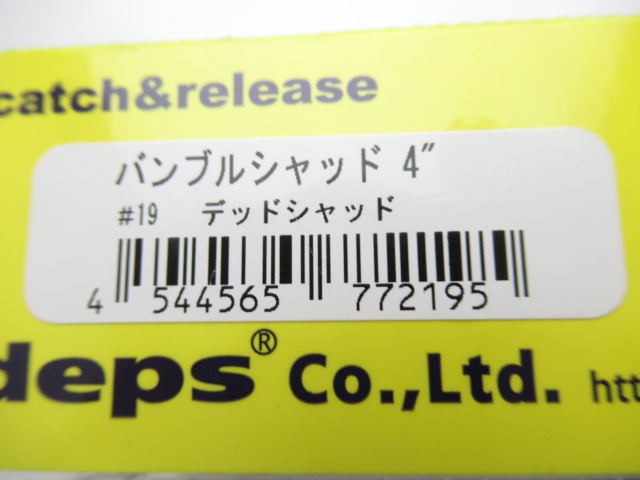 catch&release
バンブルシャッド 4"
#19 デッドシャッド
4 544565 772195
deps® Co.,Ltd. htt